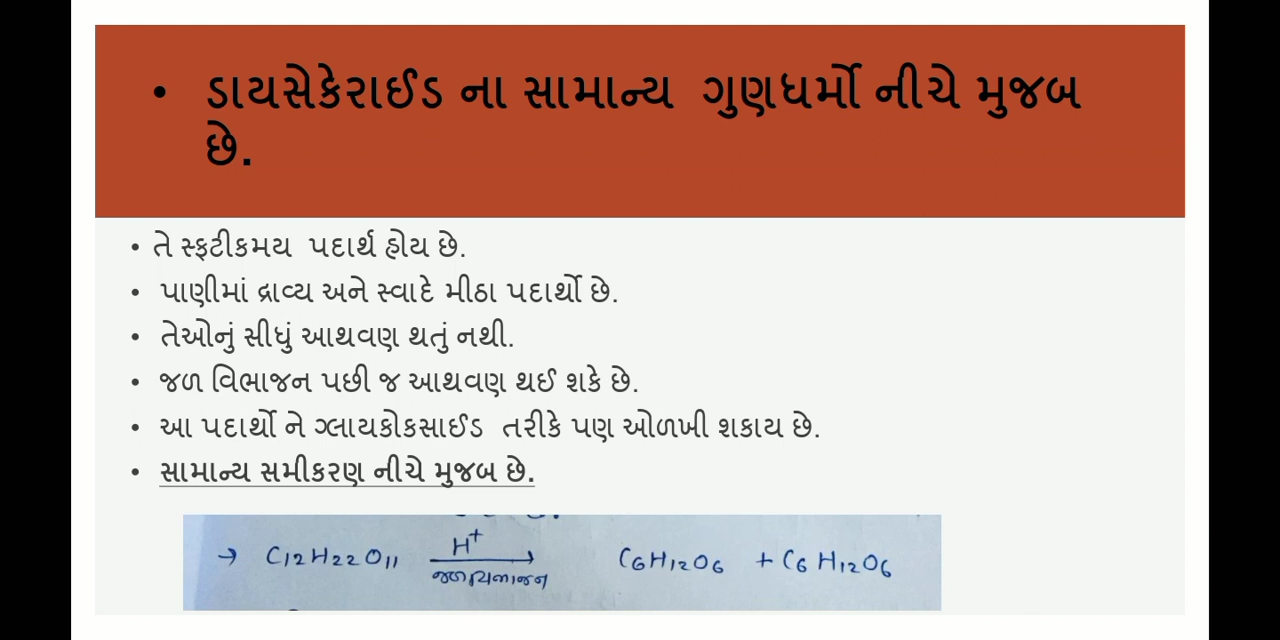 • ડાયસેકેરાઈડ ના સામાન્ય ગુણધર્મો નીચે મુજબ
છે.
• તે સ્ફટીકમય પદાર્થ હોય છે.
• પાણીમાં દ્રાવ્ય અને સ્વાદે મીઠા પદાર્થો છે.
• તેઓનું સીધું આથવણ થતું નથી.
• જળ વિભાજન પછી જ આથવણ થઈ શકે છે.
• આ પદાર્થો ને ગ્લાયકોકસાઈડ તરીકે પણ ઓળખી શકાય છે.
• સામાન્ય સમીકરણ નીચે મુજબ છે.
H⁺
→ C₁₂H₂₂O₁₁ → C₆H₁₂O₆ + C₆H₁₂O₆
જળવિભાજન